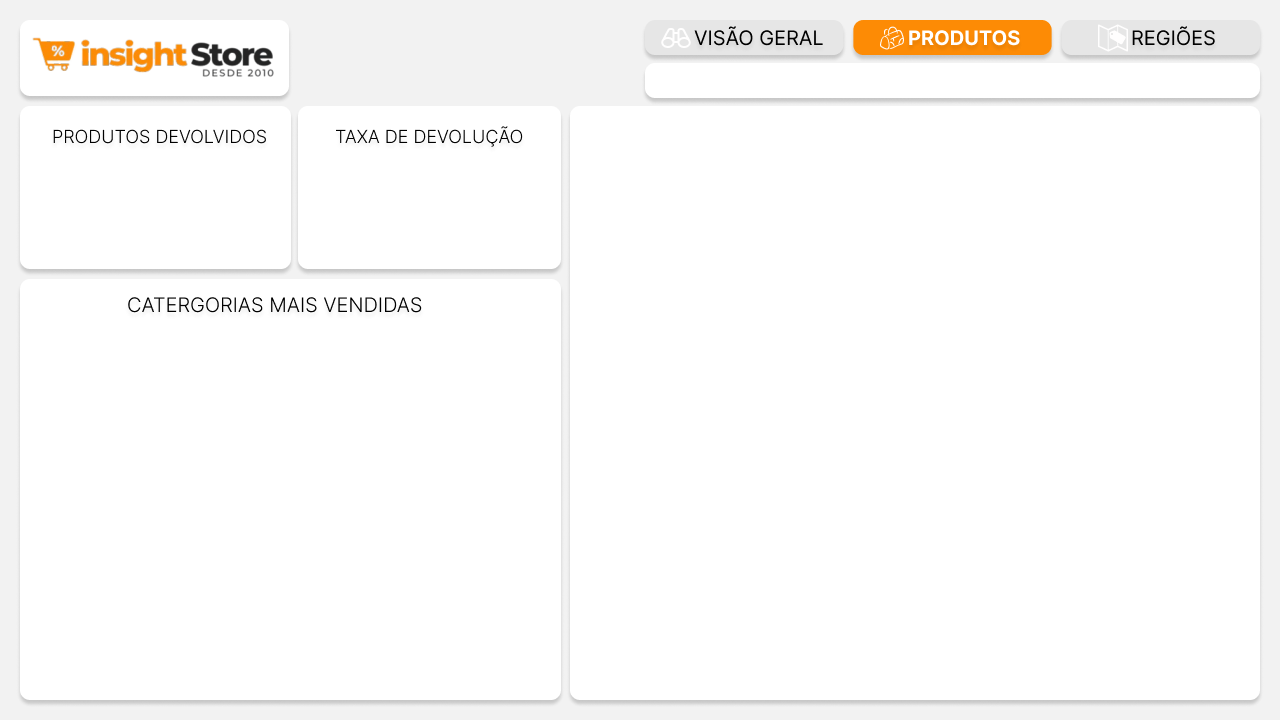 % insight Store
DESDE 2010
VISÃO GERAL
PRODUTOS
REGIÕES
PRODUTOS DEVOLVIDOS
TAXA DE DEVOLUÇÃO
CATERGORIAS MAIS VENDIDAS